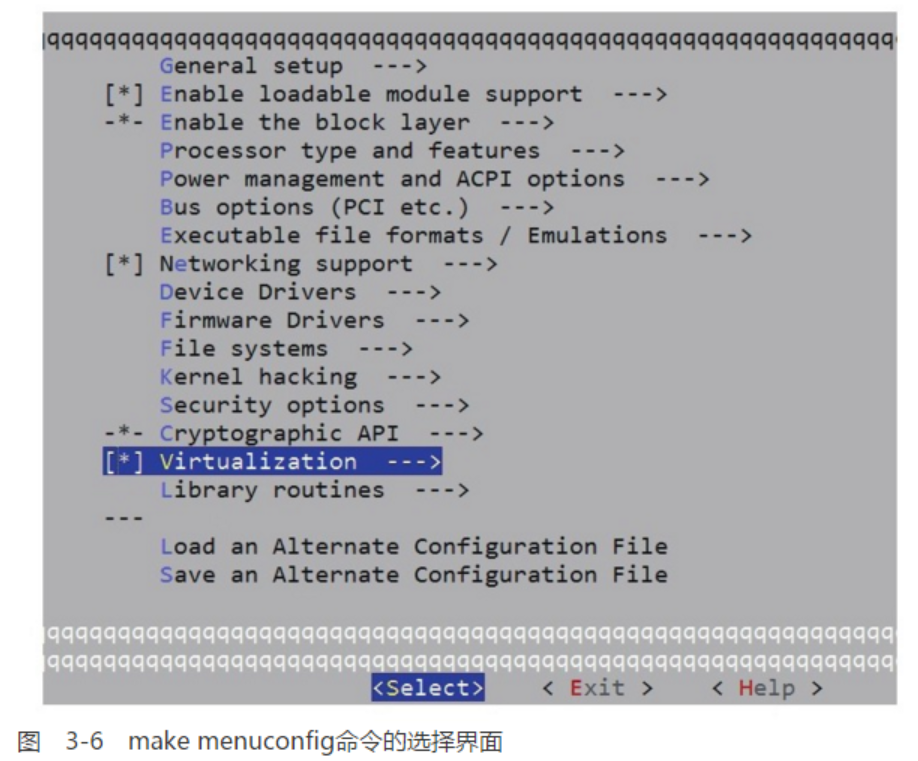 qqqqqqqqqqqqqqqqqqqqqqqqqqqqqqqqqqqqqqqqqqqqqqqqqqqqqqqqqqqq
General setup --->
[*] Enable loadable module support --->
-*- Enable the block layer --->
Processor type and features --->
Power management and ACPI options --->
Bus options (PCI etc.) --->
Executable file formats / Emulations --->
[*] Networking support --->
Device Drivers --->
Firmware Drivers --->
File systems --->
Kernel hacking --->
Security options --->
-*- Cryptographic API --->
[*] Virtualization --->
Library routines --->
---
Load an Alternate Configuration File
Save an Alternate Configuration File
qqqqqqqqqqqqqqqqqqqqqqqqqqqqqqqqqqqqqqqqqqqqqqqqqqqqqqqqqqqq
qqqqqqqqqqqqqqqqqqqqqqqqqqqqqqqqqqqqqqqqqqqqqqqqqqqqqqqqqqqq
<Select> < Exit > < Help >
图 3-6 make menuconfig命令的选择界面